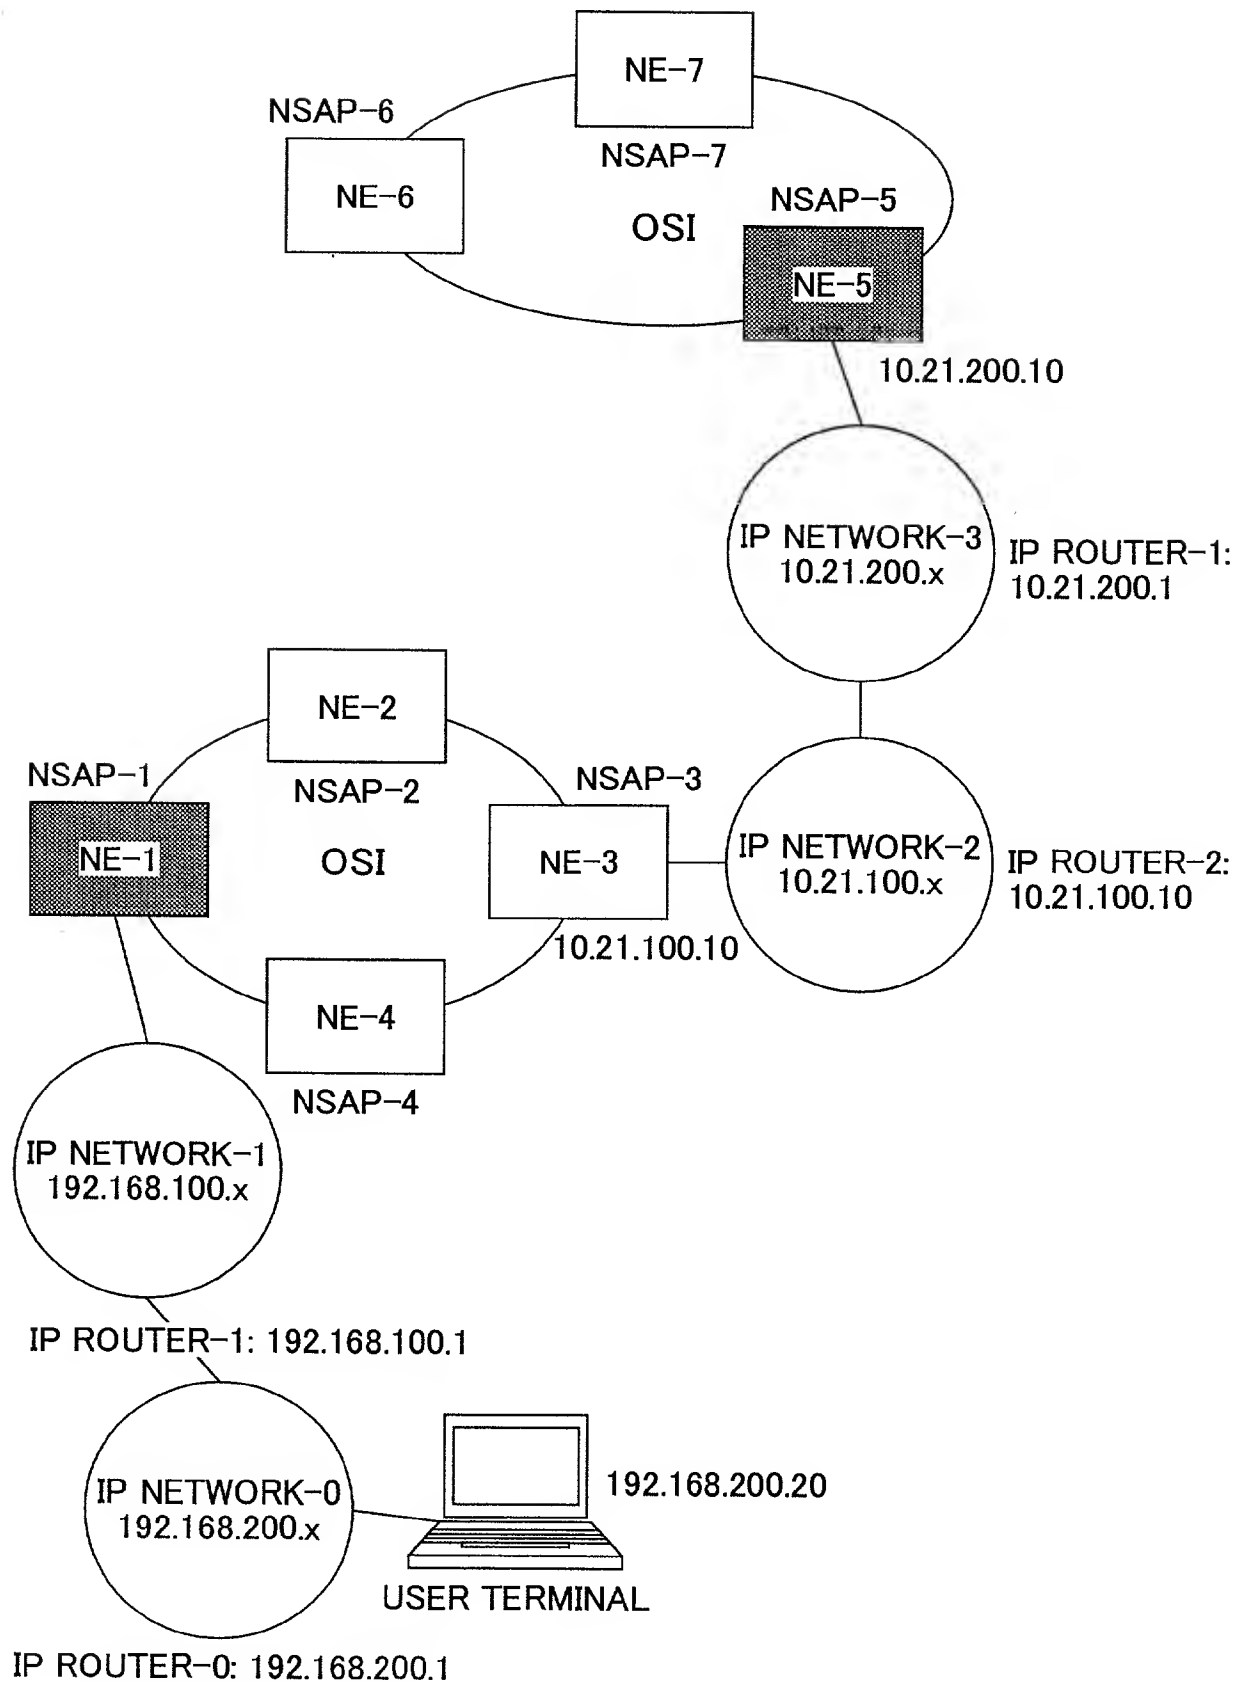 NE-7
NSAP-6
NSAP-7
NE-6
NSAP-5
OSI
NE-5
10.21.200.10
IP NETWORK-3
10.21.200.x
IP ROUTER-1:
10.21.200.1
NE-2
NSAP-1
NSAP-2
NSAP-3
NE-1
OSI
NE-3
IP NETWORK-2
10.21.100.x
IP ROUTER-2:
10.21.100.10
10.21.100.10
NE-4
NSAP-4
IP NETWORK-1
192.168.100.x
IP ROUTER-1: 192.168.100.1
IP NETWORK-0
192.168.200.x
192.168.200.20
USER TERMINAL
IP ROUTER-0: 192.168.200.1